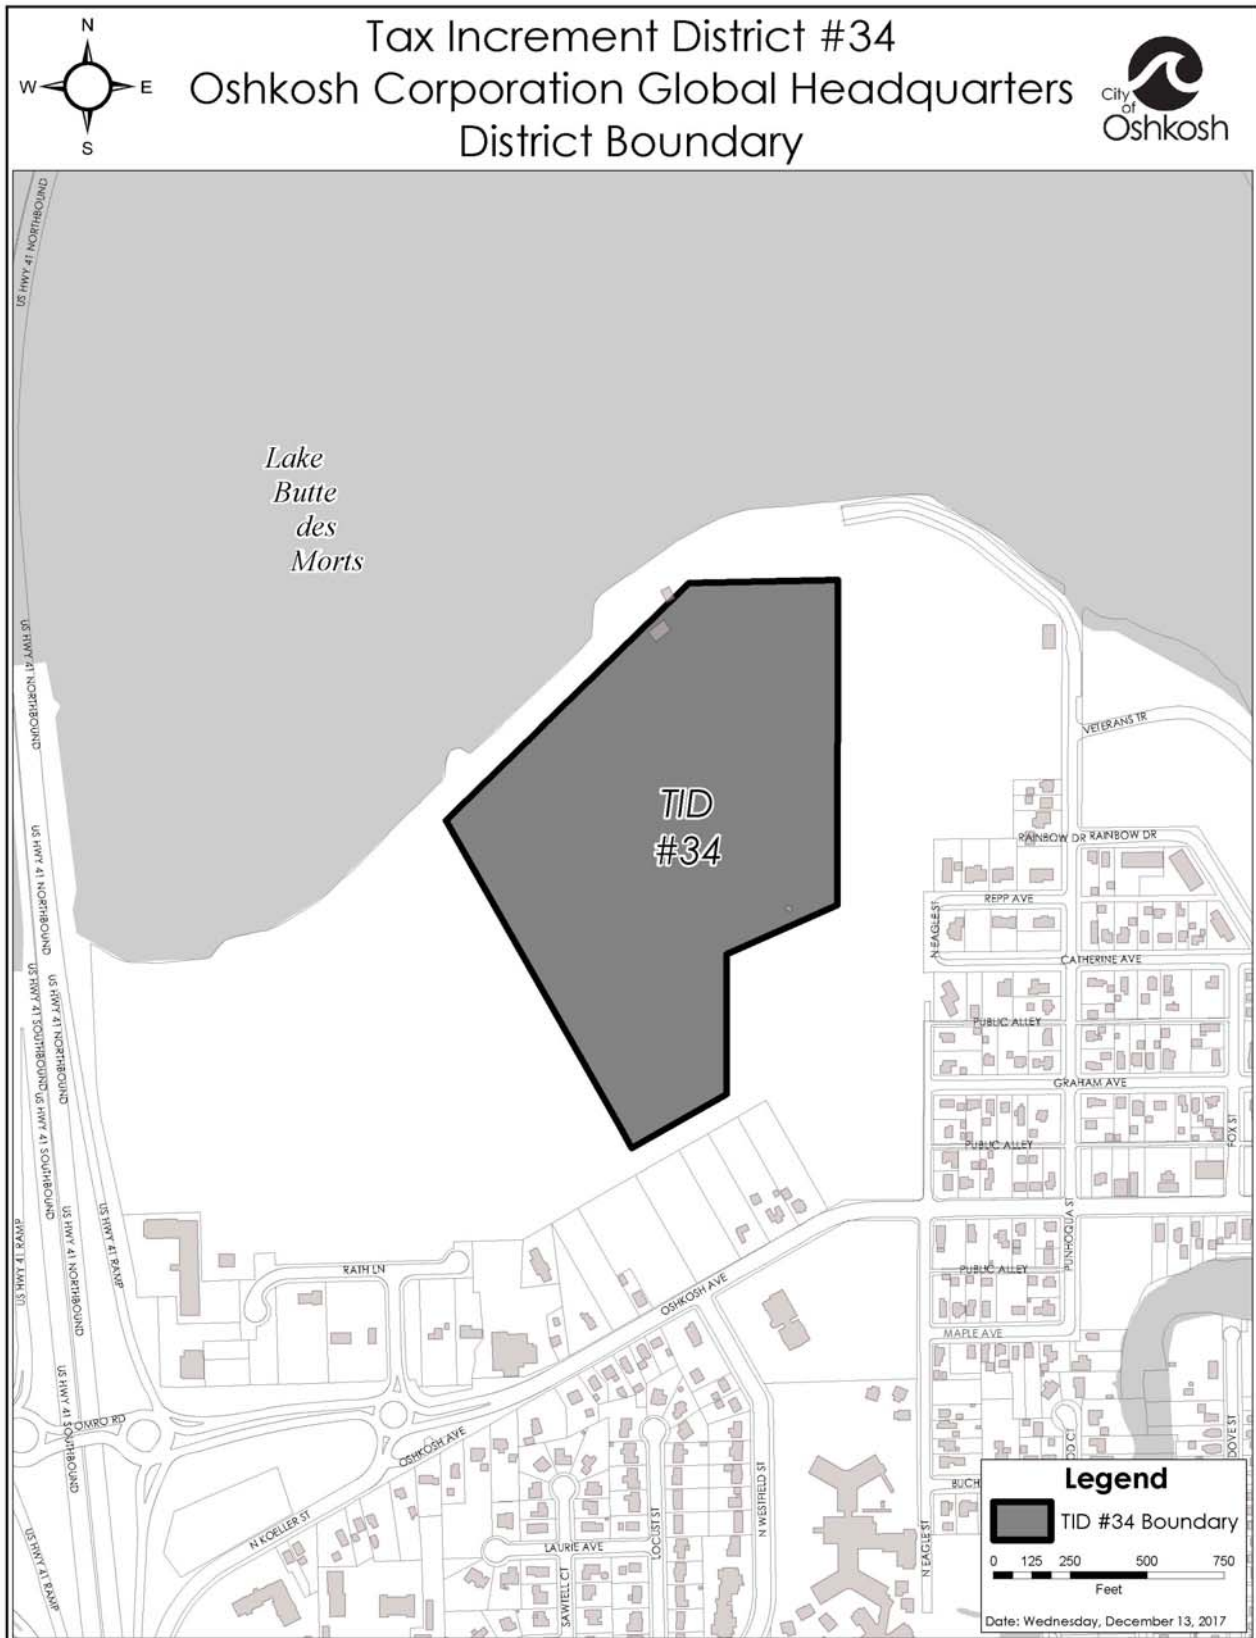 Tax Increment District #34
Oshkosh Corporation Global Headquarters
District Boundary
N
W
E
S
City
of
Oshkosh
US HWY 41 NORTHBOUND
Lake
Butte
des
Morts
US HWY 41 NORTHBOUND
VETERANS TR
TID
#34
US HWY 41 NORTHBOUND
RAINBOW DR
RAINBOW DR
REPP AVE
N EAGLE ST
CATHERINE AVE
US HWY 41 SOUTHBOUND
US HWY 41 NORTHBOUND
PUBLIC ALLEY
GRAHAM AVE
US HWY 41 SOUTHBOUND
FOX ST
PUBLIC ALLEY
US HWY 41 RAMP
US HWY 41 NORTHBOUND
US HWY 41 RAMP
PUNHOQUA ST
RATH LN
PUBLIC ALLEY
OSHKOSH AVE
MAPLE AVE
US HWY 41 SOUTHBOUND
OMRO RD
OSHKOSH AVE
DOVE ST
OD CT
BUCH
N KOELLER ST
N WESTFIELD ST
LOCUST ST
LAURIE AVE
SAWTELL CT
N EAGLE ST
US HWY 41 RAMP
Legend
TID #34 Boundary
0 125 250 500 750
Feet
Date: Wednesday, December 13, 2017